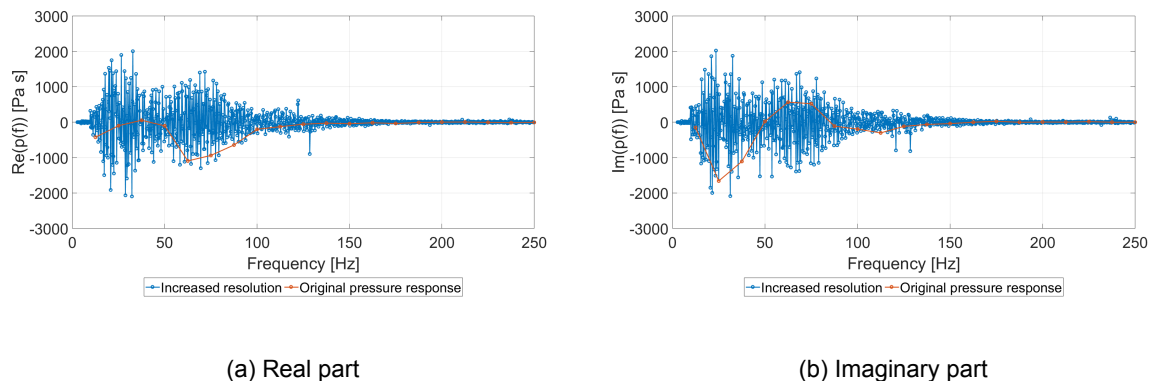 3000
2000
1000
0
-1000
-2000
-3000
Re(p(f)) [Pa s]
0 50 100 150 200 250
Frequency [Hz]
Increased resolution Original pressure response
(a) Real part
3000
2000
1000
0
-1000
-2000
-3000
Im(p(f)) [Pa s]
0 50 100 150 200 250
Frequency [Hz]
Increased resolution Original pressure response
(b) Imaginary part